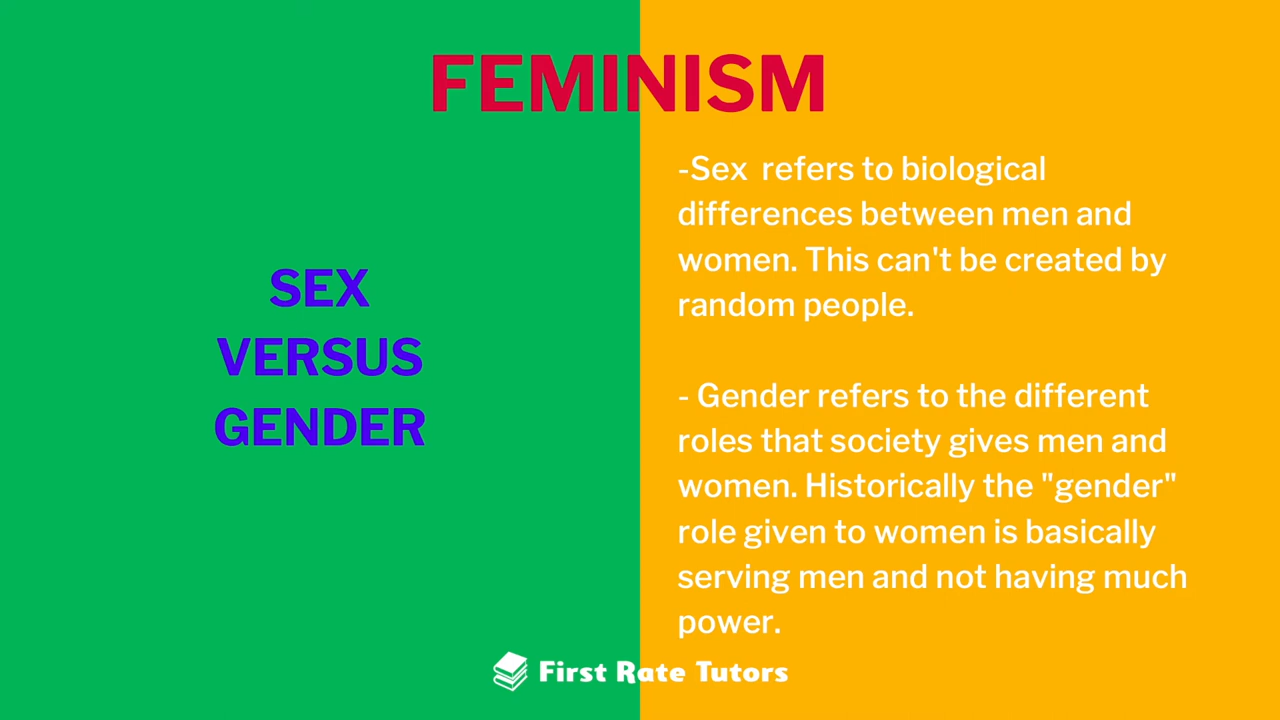 FEMINISM
SEX
VERSUS
GENDER
-Sex  refers to biological
differences between men and
women. This can't be created by
random people.
- Gender refers to the different
roles that society gives men and
women. Historically the "gender"
role given to women is basically
serving men and not having much
power.
First Rate Tutors